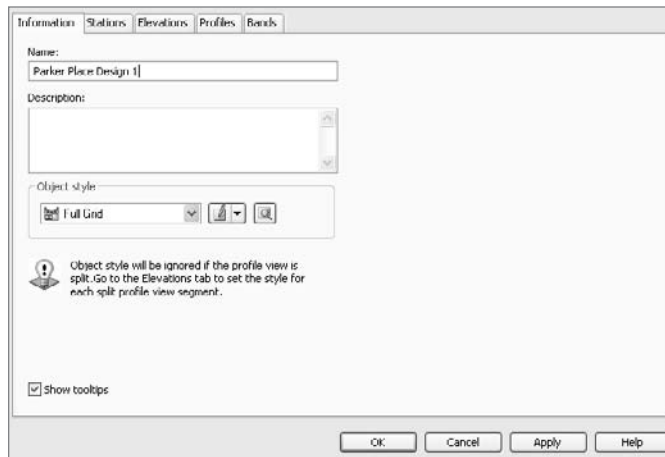 Information Stations Elevations Profiles Bands
Name:
Parker Place Design 1
Description:
Object style
Full Grid
Object style will be ignored if the profile view is
split.Go to the Elevations tab to set the style for
each split profile view segment.
Show tooltips
OK Cancel Apply Help